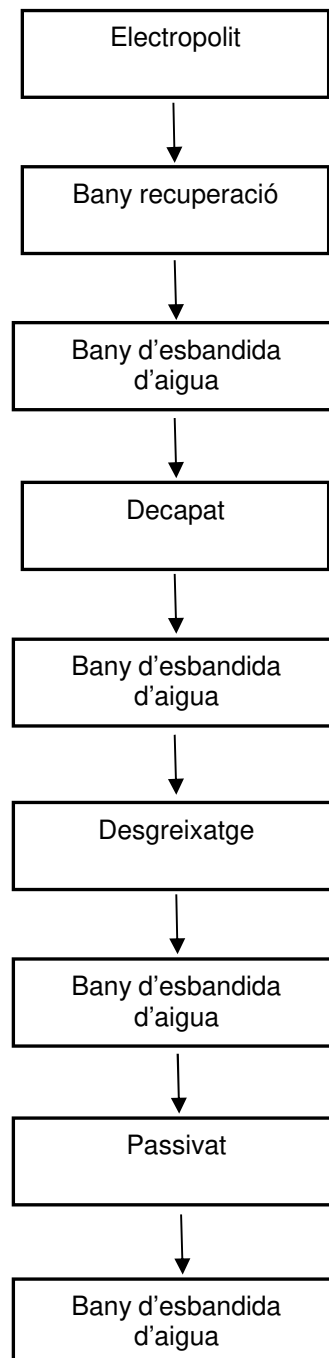 Electropolit
Bany recuperació
Bany d’esbandida
d’aigua
Decapat
Bany d’esbandida
d’aigua
Desgreixatge
Bany d’esbandida
d’aigua
Passivat
Bany d’esbandida
d’aigua